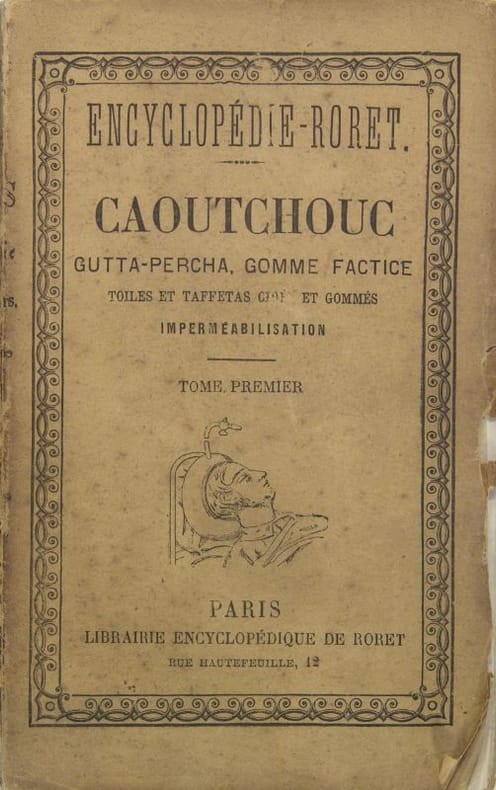 ENCYCLOPÉDIE-RORET.
CAOUTCHOUC
GUTTA-PERCHA, GOMME FACTICE
TOILES ET TAFFETAS ET GOMMÉS
IMPERMÉABILISATION
TOME PREMIER
PARIS
LIBRAIRIE ENCYCLOPÉDIQUE DE RORET
RUE HAUTEFEUILLE, 12